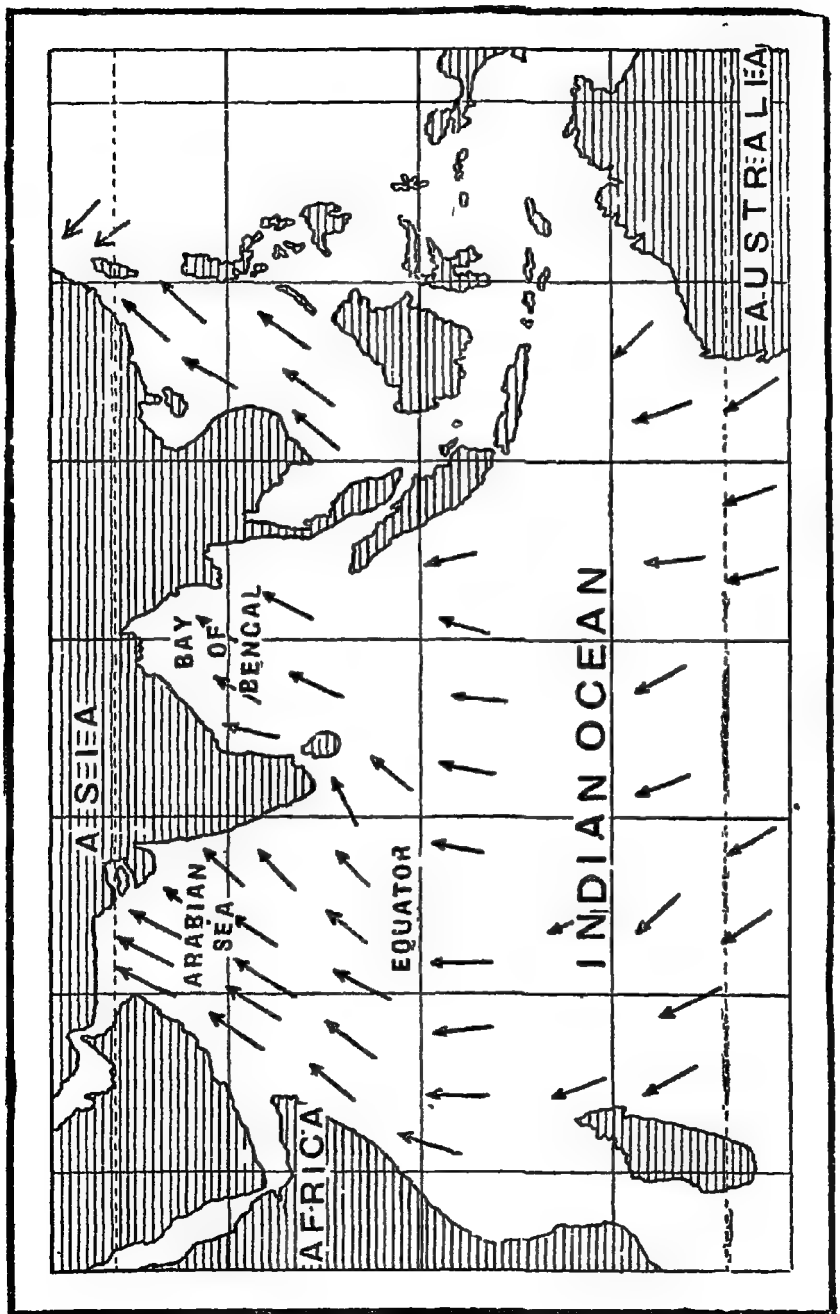 ASIA
BAY
OF
BENGAL
ARABIAN
SEA
AFRICA
EQUATOR
INDIAN OCEAN
AUSTRALIA